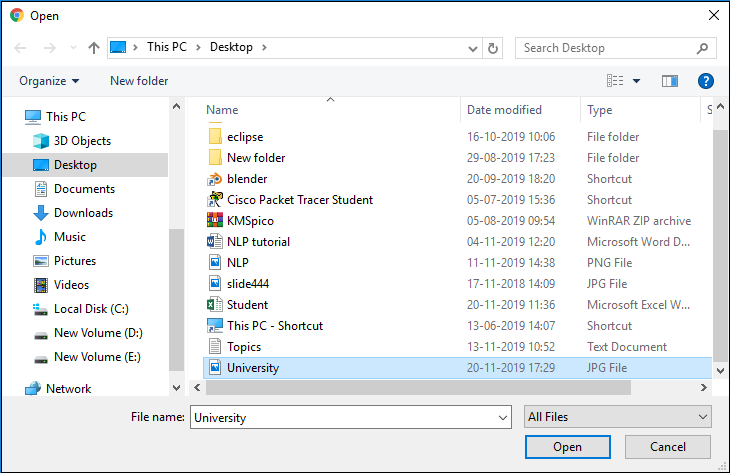 Open
This PC > Desktop >
Search Desktop
Organize
New folder
Name Date modified Type S
This PC
3D Objects
Desktop
Documents
Downloads
Music
Pictures
Videos
Local Disk (C:)
New Volume (D:)
New Volume (E:)
Network
eclipse 16-10-2019 10:06 File folder
New folder 29-08-2019 17:23 File folder
blender 20-09-2019 18:20 Shortcut
Cisco Packet Tracer Student 05-07-2019 15:36 Shortcut
KMSpico 05-08-2019 09:54 WinRAR ZIP archive
NLP tutorial 04-11-2019 12:20 Microsoft Word D...
NLP 11-11-2019 14:38 PNG File
slide444 17-11-2018 14:09 JPG File
Student 20-11-2019 11:36 Microsoft Excel W...
This PC - Shortcut 13-06-2019 14:07 Shortcut
Topics 13-11-2019 10:52 Text Document
University 20-11-2019 17:29 JPG File
File name: University
All Files
Open
Cancel